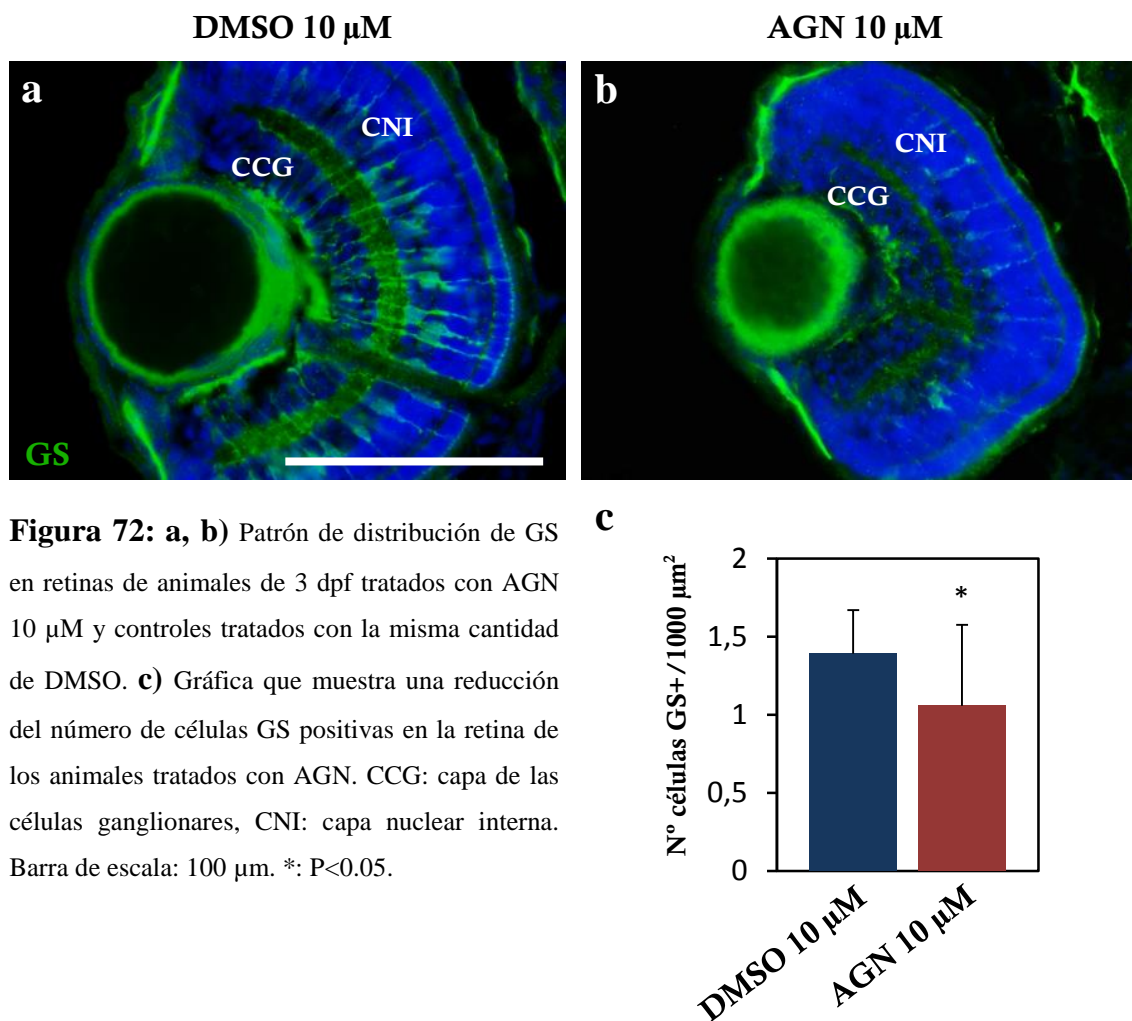 DMSO 10 µM
AGN 10 µM
a
CNI
CCG
GS
b
CNI
CCG
Figura 72: a, b) Patrón de distribución de GS
en retinas de animales de 3 dpf tratados con AGN
10 µM y controles tratados con la misma cantidad
de DMSO. c) Gráfica que muestra una reducción
del número de células GS positivas en la retina de
los animales tratados con AGN. CCG: capa de las
células ganglionares, CNI: capa nuclear interna.
Barra de escala: 100 µm. *: P<0.05.
c
Nº células GS+/1000 µm²
2
1,5
1
0,5
0
*
DMSO 10 µM
AGN 10 µM